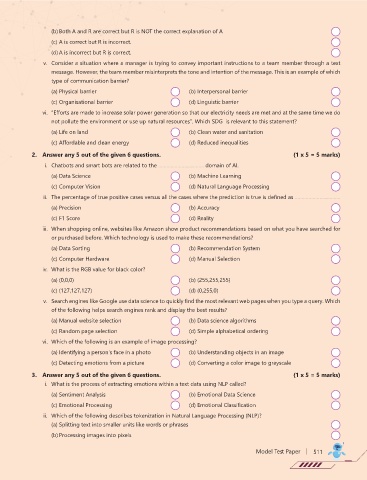 (b) Both A and R are correct but R is NOT the correct explanation of A
(c) A is correct but R is incorrect.
(d) A is incorrect but R is correct.
v. Consider a situation where a manager is trying to convey important instructions to a team member through a text
message. However, the team member misinterprets the tone and intention of the message. This is an example of which
type of communication barrier?
(a) Physical barrier (b) Interpersonal barrier
(c) Organisational barrier (d) Linguistic barrier
vi. "Efforts are made to increase solar power generation so that our electricity needs are met and at the same time we do
not pollute the environment or use up natural resources". Which SDG is relevant to this statement?
(a) Life on land (b) Clean water and sanitation
(c) Affordable and clean energy (d) Reduced inequalities
2. Answer any 5 out of the given 6 questions. (1 x 5 = 5 marks)
i. Chatbots and smart bots are related to the ........................ domain of AI.
(a) Data Science (b) Machine Learning
(c) Computer Vision (d) Natural Language Processing
ii. The percentage of true positive cases versus all the cases where the prediction is true is defined as ........................
(a) Precision (b) Accuracy
(c) F1 Score (d) Reality
iii. When shopping online, websites like Amazon show product recommendations based on what you have searched for
or purchased before. Which technology is used to make these recommendations?
(a) Data Sorting (b) Recommendation System
(c) Computer Hardware (d) Manual Selection
iv. What is the RGB value for black color?
(a) (0,0,0) (b) (255,255,255)
(c) (127,127,127) (d) (0,255,0)
v. Search engines like Google use data science to quickly find the most relevant web pages when you type a query. Which
of the following helps search engines rank and display the best results?
(a) Manual website selection (b) Data science algorithms
(c) Random page selection (d) Simple alphabetical ordering
vi. Which of the following is an example of image processing?
(a) Identifying a person's face in a photo (b) Understanding objects in an image
(c) Detecting emotions from a picture (d) Converting a color image to greyscale
3. Answer any 5 out of the given 6 questions. (1 x 5 = 5 marks)
i. What is the process of extracting emotions within a text data using NLP called?
(a) Sentiment Analysis (b) Emotional Data Science
(c) Emotional Processing (d) Emotional Classification
ii. Which of the following describes tokenization in Natural Language Processing (NLP)?
(a) Splitting text into smaller units like words or phrases
(b) Processing images into pixels
Model Test Paper | 511